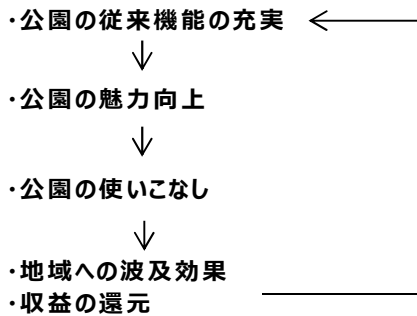 ・公園の従来機能の充実
・公園の魅力向上
・公園の使いこなし
・地域への波及効果
・収益の還元